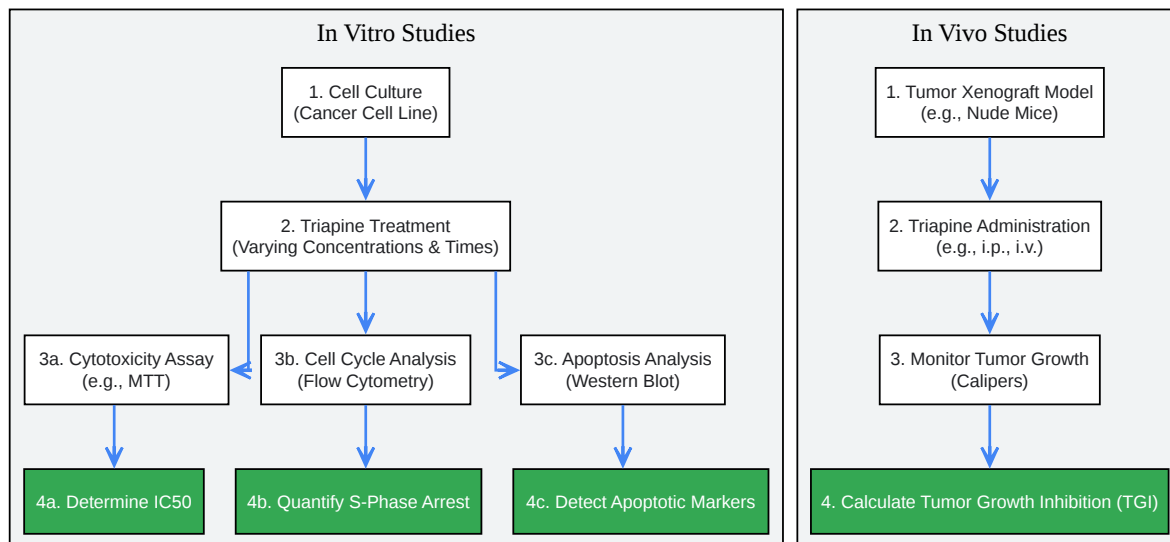 In Vitro Studies
1. Cell Culture
(Cancer Cell Line)
2. Triapine Treatment
(Varying Concentrations & Times)
3a. Cytotoxicity Assay
(e.g., MTT)
3b. Cell Cycle Analysis
(Flow Cytometry)
3c. Apoptosis Analysis
(Western Blot)
4a. Determine IC50
4b. Quantify S-Phase Arrest
4c. Detect Apoptotic Markers
In Vivo Studies
1. Tumor Xenograft Model
(e.g., Nude Mice)
2. Triapine Administration
(e.g., i.p., i.v.)
3. Monitor Tumor Growth
(Calipers)
4. Calculate Tumor Growth Inhibition (TGI)